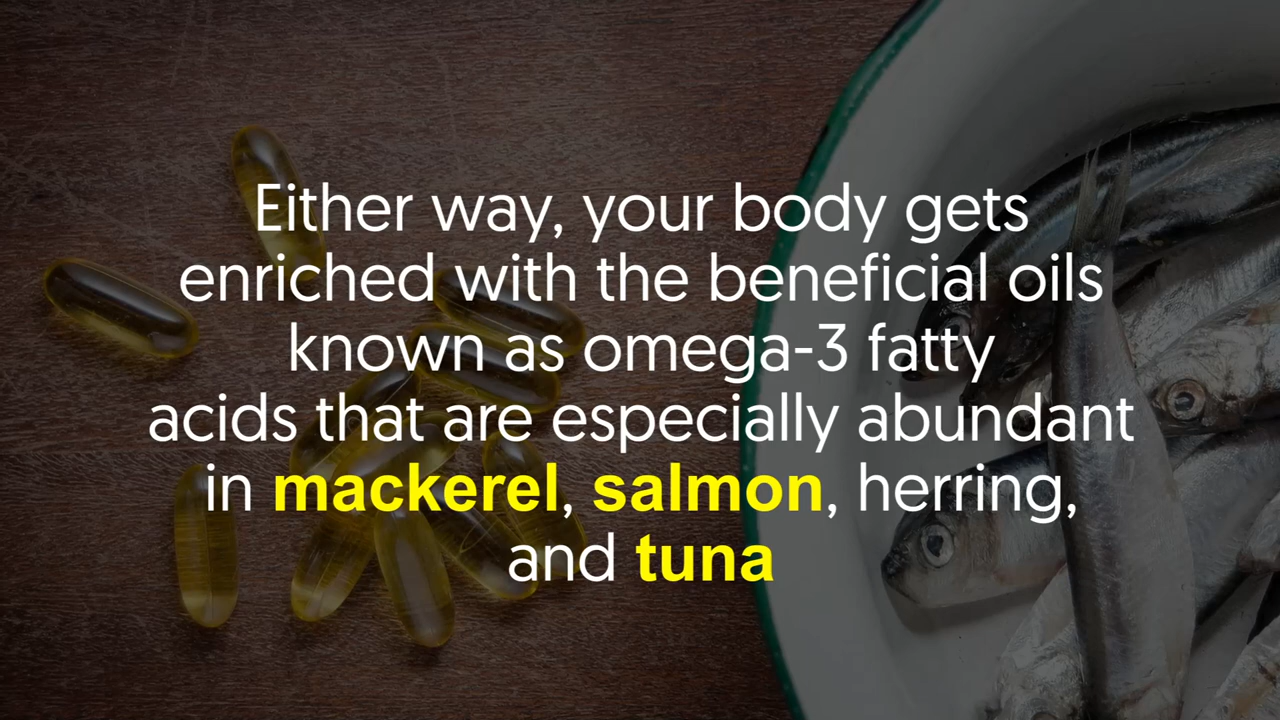 Either way, your body gets
enriched with the beneficial oils
known as omega-3 fatty
acids that are especially abundant
in mackerel, salmon, herring,
and tuna